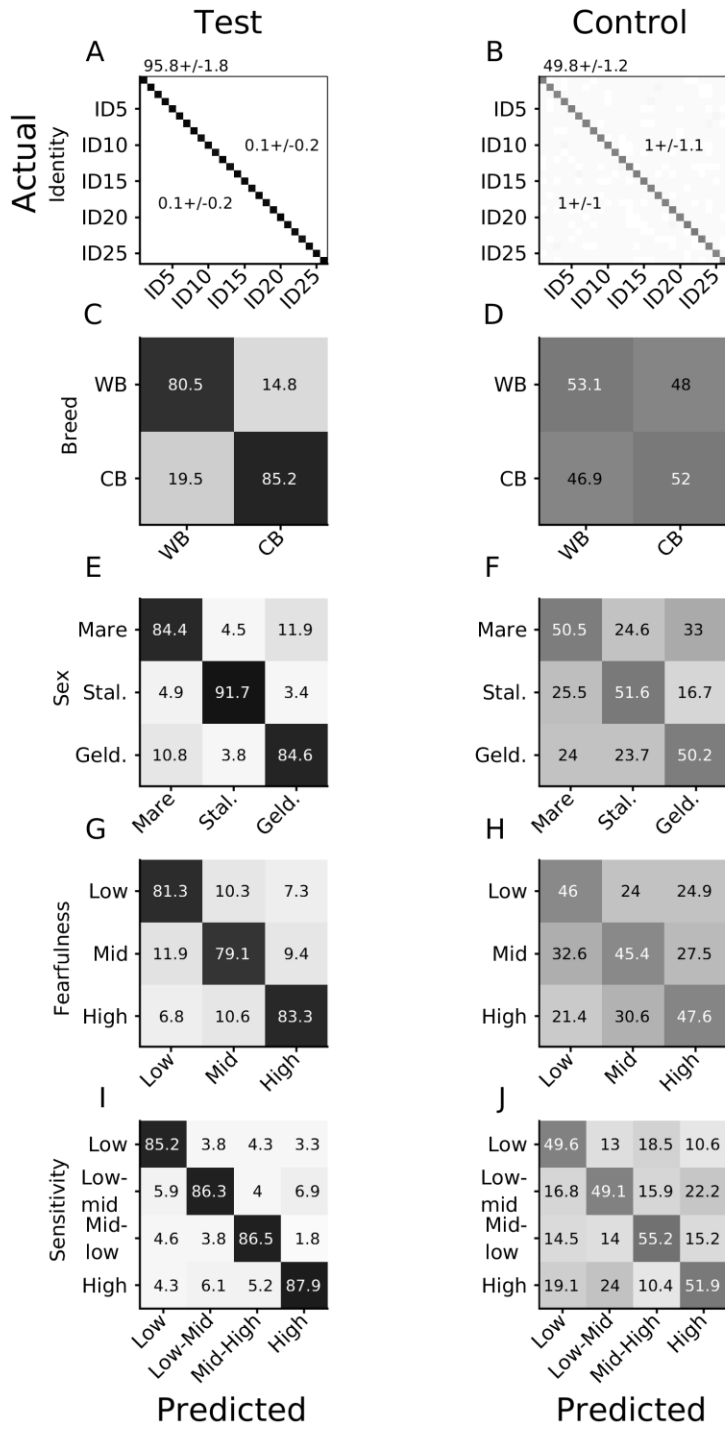 Test
Control
A
95.8+/-1.8
B
49.8+/-1.2
Actual
Identity
ID5
ID10
ID15
ID20
ID25
0.1+/-0.2
0.1+/-0.2
ID5
ID10
ID15
ID20
ID25
ID5
ID10
ID15
ID20
ID25
1+/-1.1
1+/-1
ID5
ID10
ID15
ID20
ID25
C
Breed
WB 80.5 14.8
CB 19.5 85.2
WB CB
D
WB 53.1 48
CB 46.9 52
WB CB
E
Sex
Mare 84.4 4.5 11.9
Stal. 4.9 91.7 3.4
Geld. 10.8 3.8 84.6
Mare Stal. Geld.
F
Mare 50.5 24.6 33
Stal. 25.5 51.6 16.7
Geld. 24 23.7 50.2
Mare Stal. Geld.
G
Fearfulness
Low 81.3 10.3 7.3
Mid 11.9 79.1 9.4
High 6.8 10.6 83.3
Low Mid High
H
Low 46 24 24.9
Mid 32.6 45.4 27.5
High 21.4 30.6 47.6
Low Mid High
I
Sensitivity
Low 85.2 3.8 4.3 3.3
Low-
mid 5.9 86.3 4 6.9
Mid-
low 4.6 3.8 86.5 1.8
High 4.3 6.1 5.2 87.9
Low Low-Mid Mid-High High
J
Low 49.6 13 18.5 10.6
Low-
mid 16.8 49.1 15.9 22.2
Mid-
low 14.5 14 55.2 15.2
High 19.1 24 10.4 51.9
Low Low-Mid Mid-High High
Predicted
Predicted